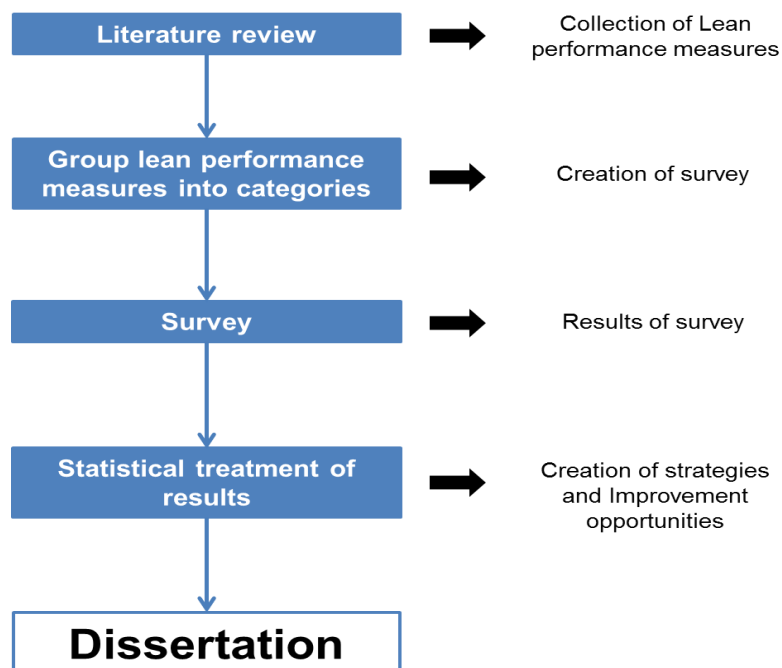 Literature review
Collection of Lean
performance measures
Group lean performance
measures into categories
Creation of survey
Survey
Results of survey
Statistical treatment of
results
Creation of strategies
and Improvement
opportunities
Dissertation